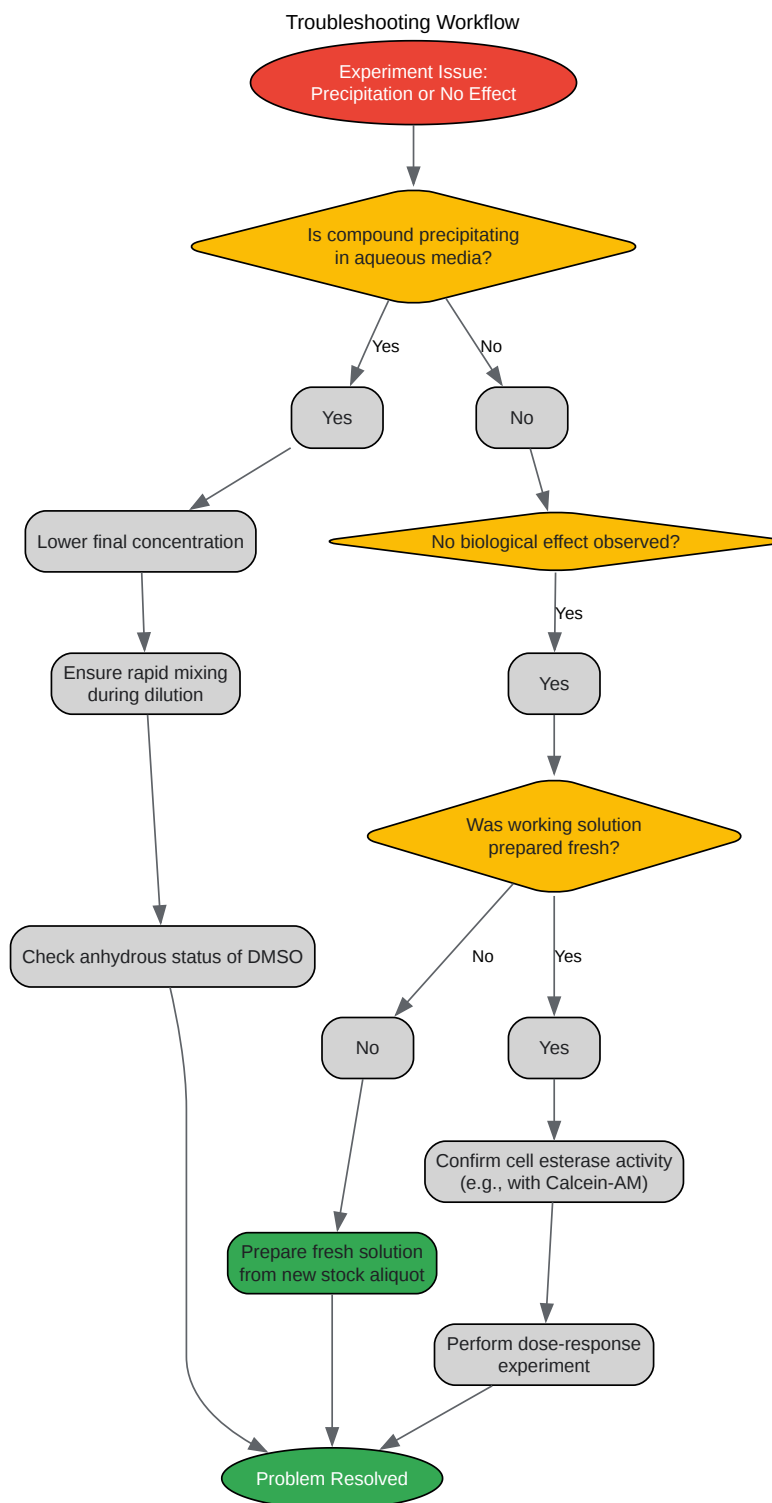 Troubleshooting Workflow
Experiment Issue:
Precipitation or No Effect
Is compound precipitating
in aqueous media?
Yes
No
Yes
No
Lower final concentration
No biological effect observed?
Yes
Ensure rapid mixing
during dilution
Yes
Was working solution
prepared fresh?
Check anhydrous status of DMSO
No
Yes
No
Yes
Confirm cell esterase activity
(e.g., with Calcein-AM)
Prepare fresh solution
from new stock aliquot
Perform dose-response
experiment
Problem Resolved